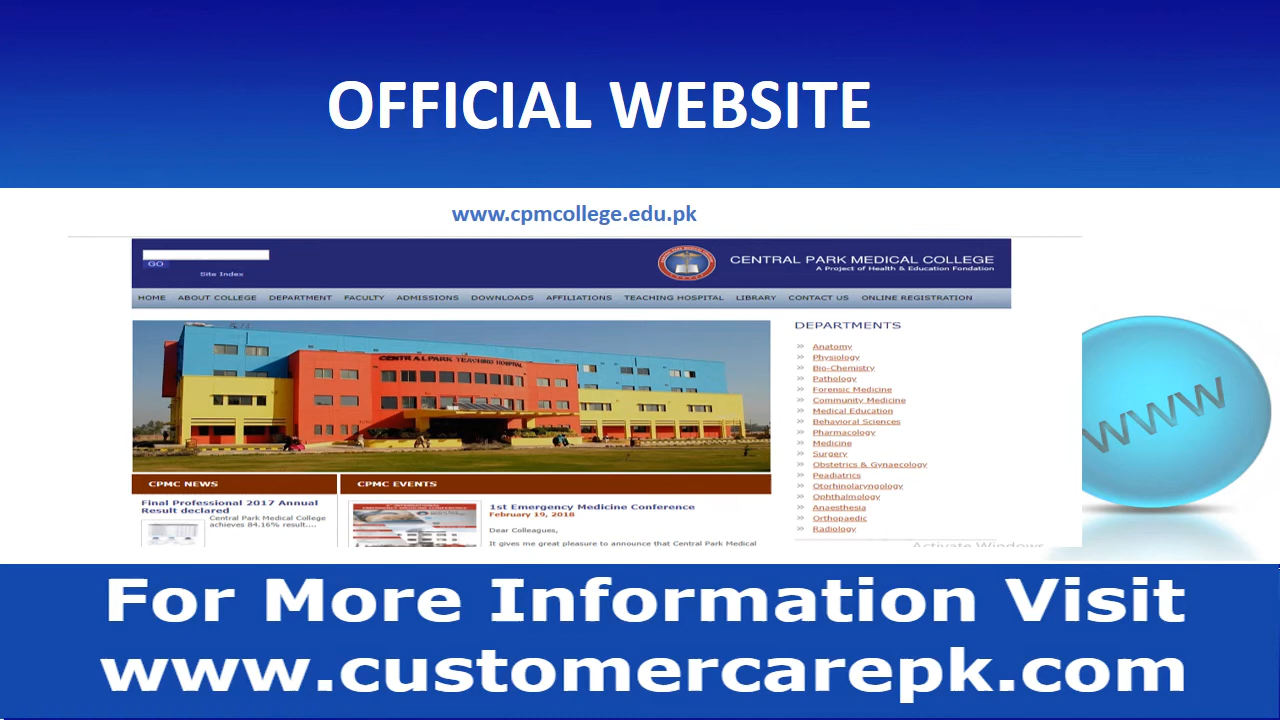 OFFICIAL WEBSITE
www.cpmcollege.edu.pk
GO
Site Index
CENTRAL PARK MEDICAL COLLEGE
A Project of Health & Education Fondation
HOME ABOUT COLLEGE DEPARTMENT FACULTY ADMISSIONS DOWNLOADS AFFILIATIONS TEACHING HOSPITAL LIBRARY CONTACT US ONLINE REGISTRATION
CENTRAL PARK TEACHING HOSPITAL
DEPARTMENTS
Anatomy
Physiology
Bio-Chemistry
Pathology
Forensic Medicine
Community Medicine
Medical Education
Behavioral Sciences
Pharmacology
Medicine
Surgery
Obstetrics & Gynaecology
Peadiatrics
Otorhinolaryngology
Ophthalmology
Anaesthesia
Orthopaedic
Radiology
CPMC NEWS
Final Professional 2017 Annual
Result declared
Central Park Medical College
achieves 84.16% result....
CPMC EVENTS
1st Emergency Medicine Conference
February 19, 2018
Dear Colleagues,
It gives me great pleasure to announce that Central Park Medical
Activate Windows
WWW
For More Information Visit
www.customercarepk.com